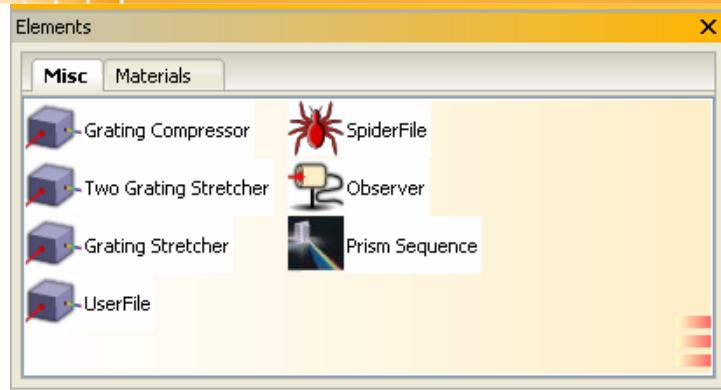 Elements
Misc Materials
Grating Compressor
Two Grating Stretcher
Grating Stretcher
UserFile
SpiderFile
Observer
Prism Sequence